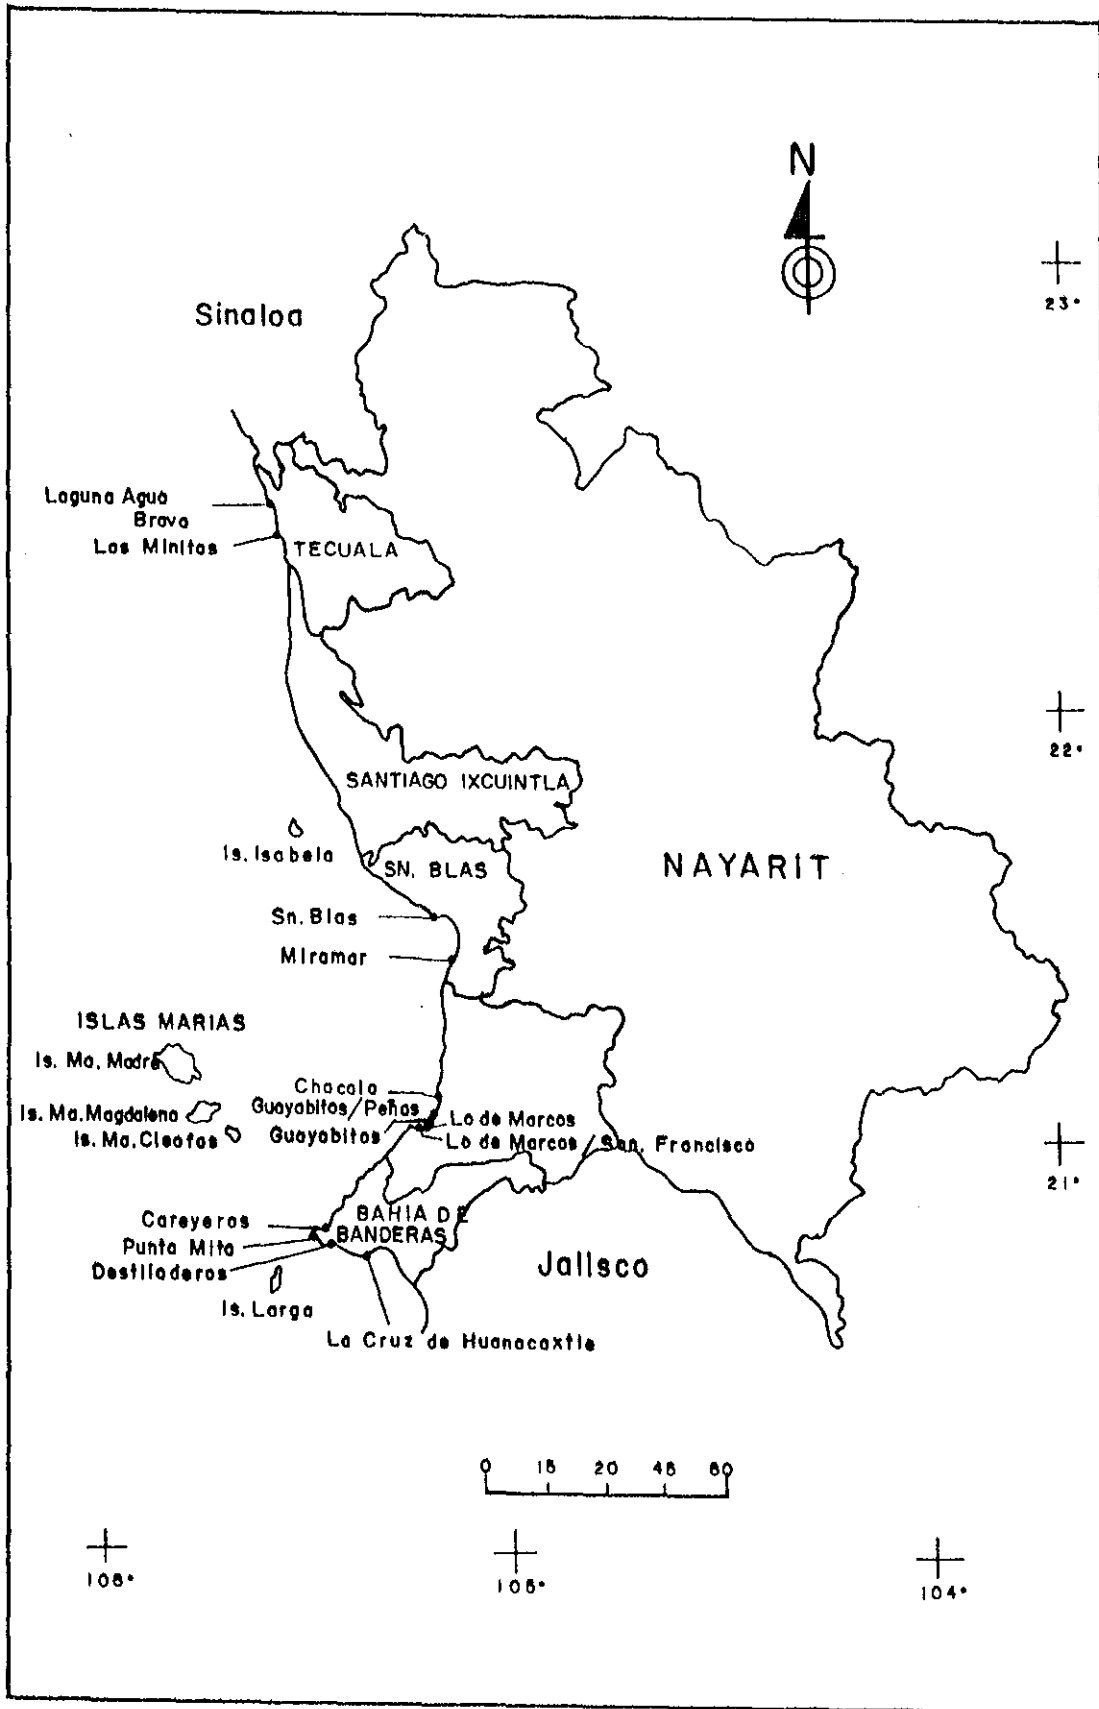 N
23°
Sinaloa
Laguna Agua
Brava
Las Minitas
TECUALA
22°
SANTIAGO IXCUINTLA
Is. Isabela
SN. BLAS
NAYARIT
Sn. Blas
Miramar
ISLAS MARIAS
Is. Ma. Madre
Chacala
Is. Ma. Magdalena
Guayabitos/Peñas
Lo de Marcos
Is. Ma. Cleofas
Guayabitos
Lo de Marcos/San. Francisco
21°
Careyeros
BAHIA DE
BANDERAS
Punta Mita
Destiladeras
Jalisco
Is. Larga
La Cruz de Huanacaxtle
0 15 20 45 60
106°
105°
104°